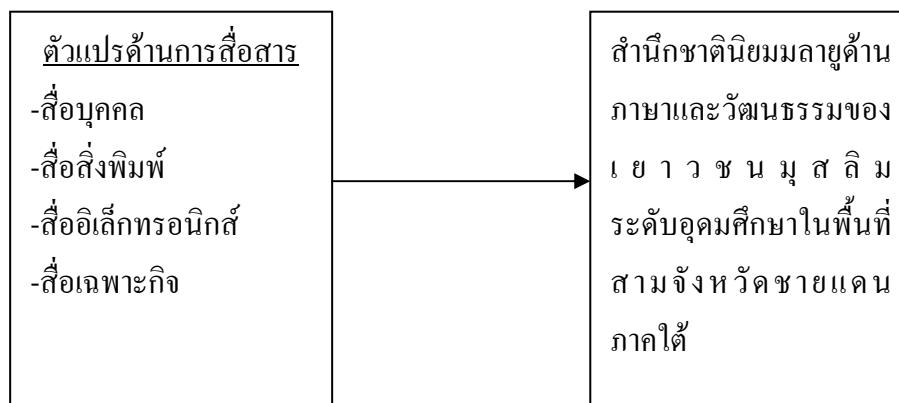 ตัวแปรด้านการสื่อสาร
-สื่อบุคคล
-สื่อสิ่งพิมพ์
-สื่ออิเล็กทรอนิกส์
-สื่อเฉพาะกิจ
สำนึกชาตินิยมมลายูด้าน
ภาษาและวัฒนธรรมของ
เยาวชนมุสลิม
ระดับอุดมศึกษาในพื้นที่
สามจังหวัดชายแดน
ภาคใต้